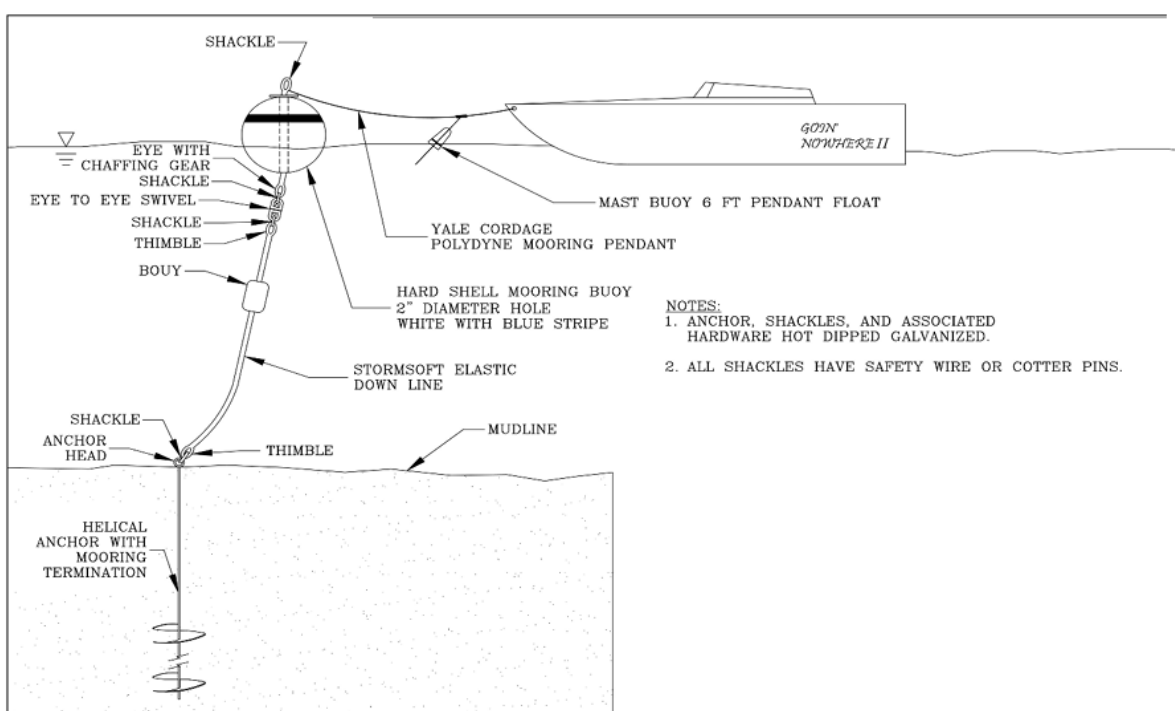 SHACKLE
GOIN'
NOWHERE II
EYE WITH
CHAFFING GEAR
SHACKLE
EYE TO EYE SWIVEL
SHACKLE
THIMBLE
MAST BUOY 6 FT PENDANT FLOAT
YALE CORDAGE
POLYDYNE MOORING PENDANT
BOUY
HARD SHELL MOORING BUOY
2" DIAMETER HOLE
WHITE WITH BLUE STRIPE
NOTES:
1. ANCHOR, SHACKLES, AND ASSOCIATED
HARDWARE HOT DIPPED GALVANIZED.
2. ALL SHACKLES HAVE SAFETY WIRE OR COTTER PINS.
STORMSOFT ELASTIC
DOWN LINE
SHACKLE
ANCHOR
HEAD
THIMBLE
MUDLINE
HELICAL
ANCHOR WITH
MOORING
TERMINATION